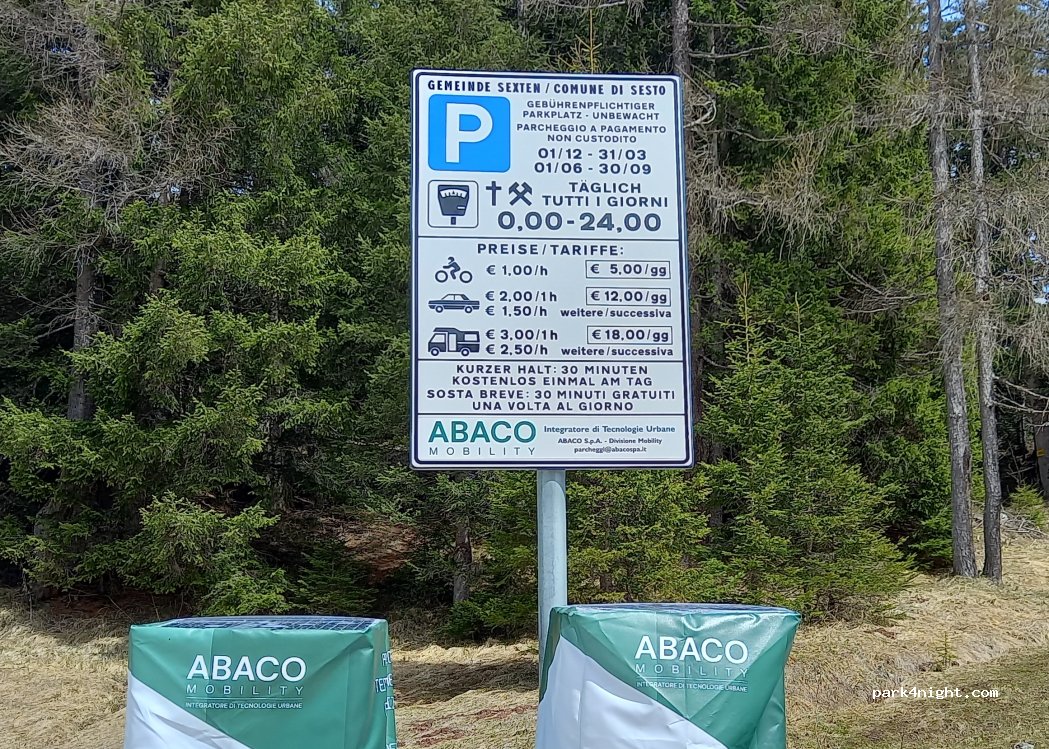 GEMEINDE SEXTEN / COMUNE DI SESTO
P
GEBÜHRENPFLICHTIGER
PARKPLATZ - UNBEWACHT
PARCHEGGIO A PAGAMENTO
NON CUSTODITO
01/12 - 31/03
01/06 - 30/09
TÄGLICH
TUTTI I GIORNI
0,00-24,00
PREISE/TARIFFE:
€ 1,00/h € 5,00/gg
€ 2,00/1h € 12,00/gg
€ 1,50/h weitere/successiva
€ 3,00/1h € 18,00/gg
€ 2,50/h weitere/successiva
KURZER HALT: 30 MINUTEN
KOSTENLOS EINMAL AM TAG
SOSTA BREVE: 30 MINUTI GRATUITI
UNA VOLTA AL GIORNO
ABACO
MOBILITY
Integratore di Tecnologie Urbane
ABACO S.p.A. - Divisione Mobility
parcheggi@abacospa.it
ABACO
MOBILITY
INTEGRATORE DI TECNOLOGIE URBANE
ABACO
MOBILITY
INTEGRATORE DI TECNOLOGIE URBANE
park4night.com